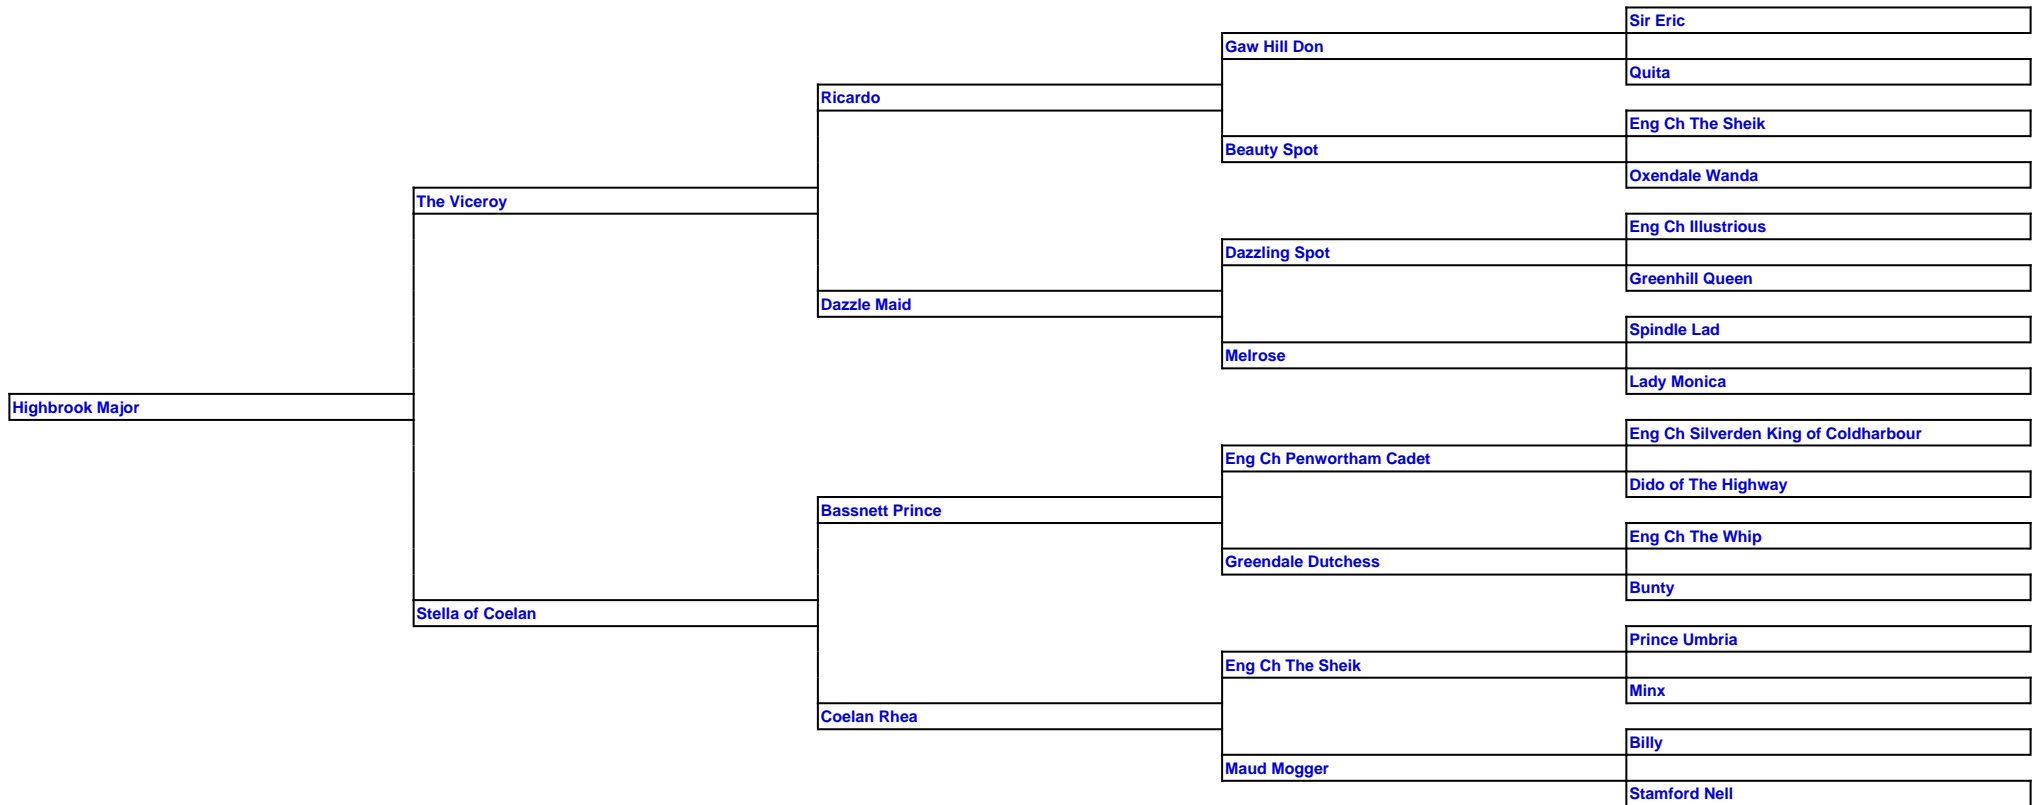 Sir Eric
Gaw Hill Don
Quita
Ricardo
Eng Ch The Sheik
Beauty Spot
Oxendale Wanda
The Viceroy
Eng Ch Illustrious
Dazzling Spot
Greenhill Queen
Dazzle Maid
Spindle Lad
Melrose
Lady Monica
Highbrook Major
Eng Ch Silverden King of Coldharbour
Eng Ch Penwortham Cadet
Dido of The Highway
Bassnett Prince
Eng Ch The Whip
Greendale Dutchess
Bunty
Stella of Coelan
Prince Umbria
Eng Ch The Sheik
Minx
Coelan Rhea
Billy
Maud Mogger
Stamford Nell